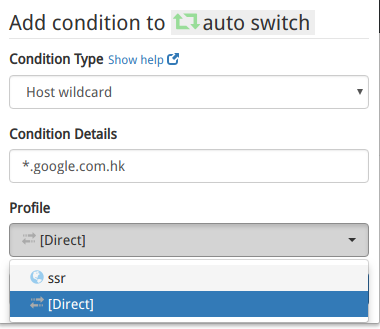 Add condition to auto switch
Condition Type Show help
Host wildcard
Condition Details
*.google.com.hk
Profile
[Direct]
ssr
[Direct]